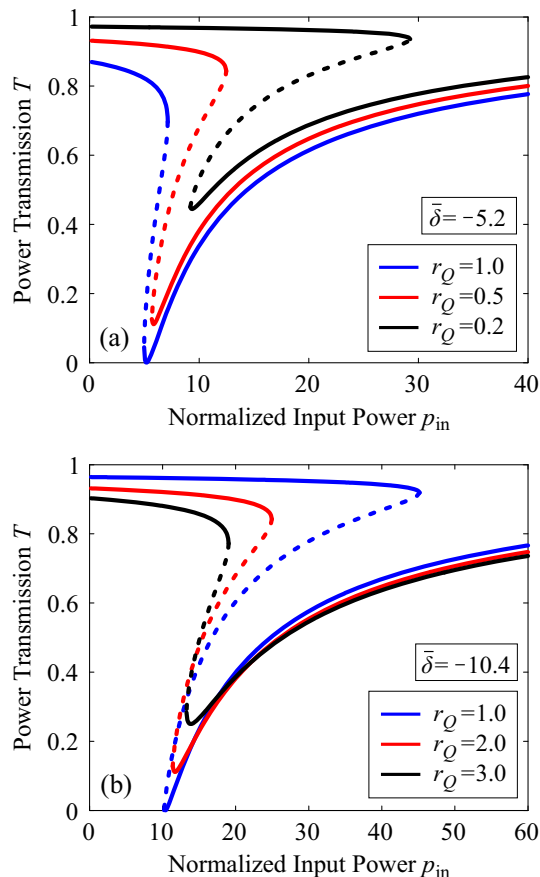 1
0.8
0.6
0.4
0.2
0
Power Transmission T
(a)
δ̄ = −5.2
r_Q = 1.0
r_Q = 0.5
r_Q = 0.2
0 10 20 30 40
Normalized Input Power p_in
1
0.8
0.6
0.4
0.2
0
Power Transmission T
(b)
δ̄ = −10.4
r_Q = 1.0
r_Q = 2.0
r_Q = 3.0
0 10 20 30 40 50 60
Normalized Input Power p_in